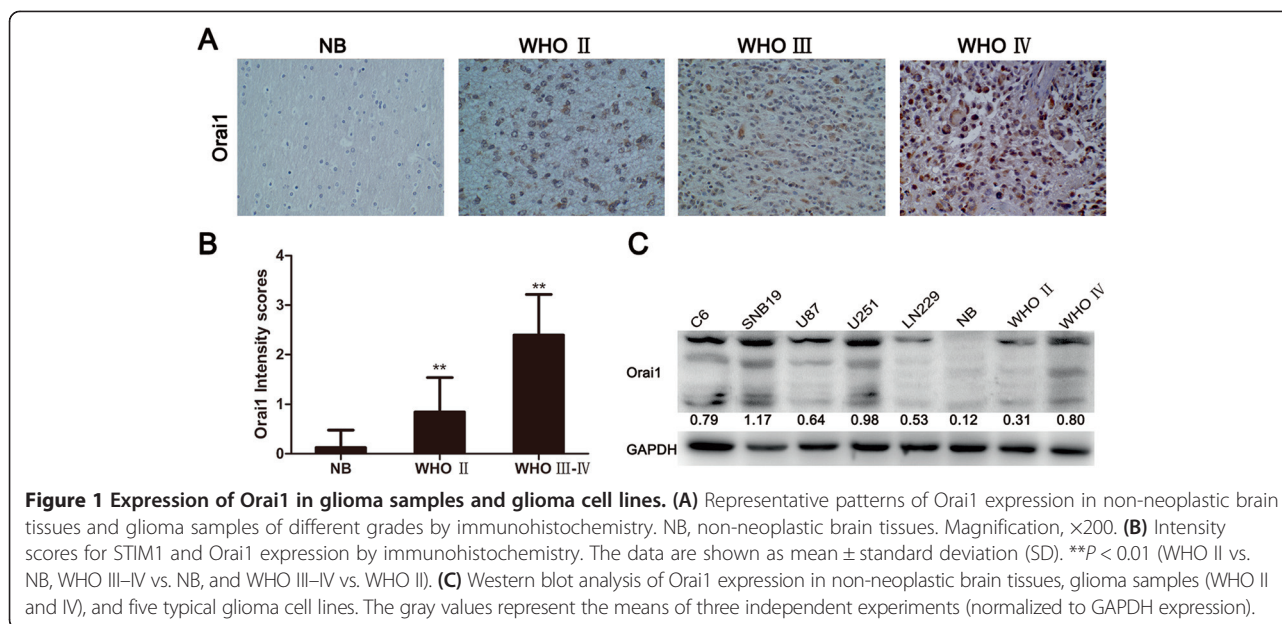 A
NB
WHO Ⅱ
WHO Ⅲ
WHO Ⅳ
Orai1
B
Orai1 Intensity scores
4
3
2
1
0
**
**
NB
WHO Ⅱ
WHO Ⅲ-Ⅳ
C
C6
SNB19
U87
U251
LN229
NB
WHO Ⅱ
WHO Ⅳ
Orai1
0.79 1.17 0.64 0.98 0.53 0.12 0.31 0.80
GAPDH
Figure 1 Expression of Orai1 in glioma samples and glioma cell lines. (A) Representative patterns of Orai1 expression in non-neoplastic brain
tissues and glioma samples of different grades by immunohistochemistry. NB, non-neoplastic brain tissues. Magnification, ×200. (B) Intensity
scores for STIM1 and Orai1 expression by immunohistochemistry. The data are shown as mean ± standard deviation (SD). **P < 0.01 (WHO II vs.
NB, WHO III–IV vs. NB, and WHO III–IV vs. WHO II). (C) Western blot analysis of Orai1 expression in non-neoplastic brain tissues, glioma samples (WHO II
and IV), and five typical glioma cell lines. The gray values represent the means of three independent experiments (normalized to GAPDH expression).